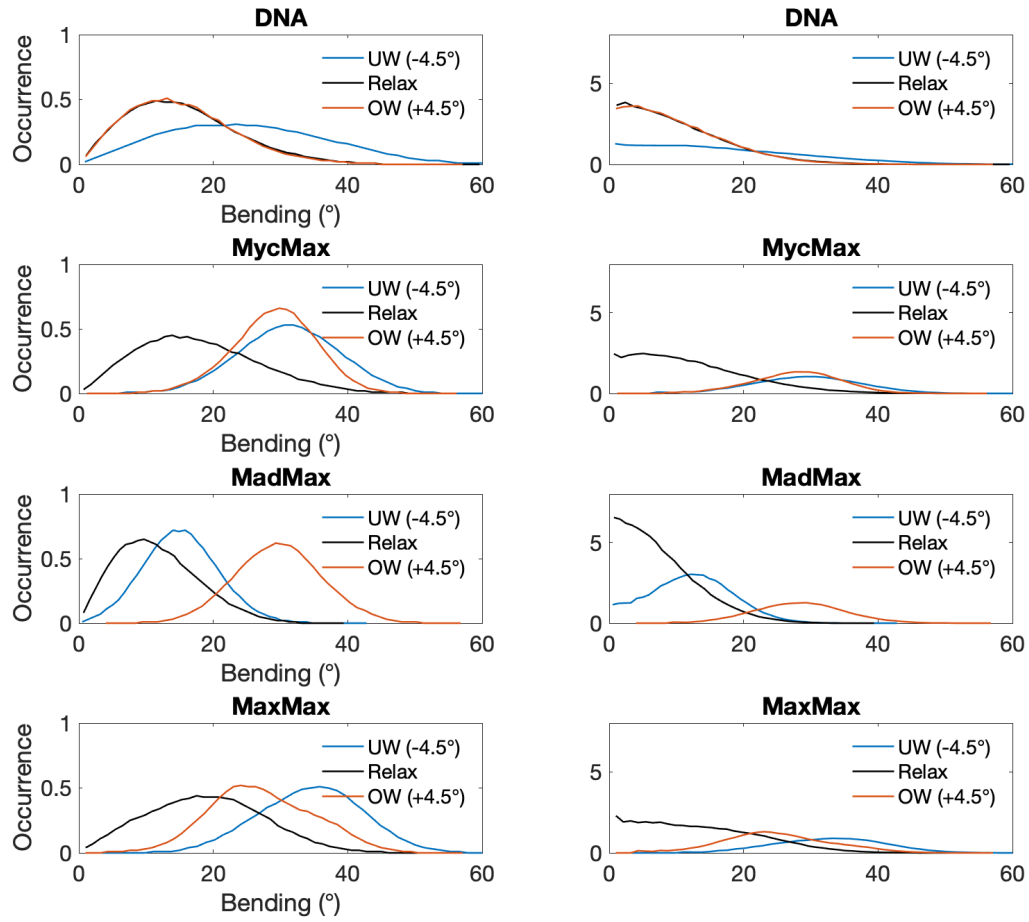 DNA
1
0.5
0
Occurrence
UW (-4.5°)
Relax
OW (+4.5°)
0 20 40 60
Bending (°)
DNA
5
0
UW (-4.5°)
Relax
OW (+4.5°)
0 20 40 60
MycMax
1
0.5
0
Occurrence
UW (-4.5°)
Relax
OW (+4.5°)
0 20 40 60
Bending (°)
MycMax
5
0
UW (-4.5°)
Relax
OW (+4.5°)
0 20 40 60
MadMax
1
0.5
0
Occurrence
UW (-4.5°)
Relax
OW (+4.5°)
0 20 40 60
Bending (°)
MadMax
5
0
UW (-4.5°)
Relax
OW (+4.5°)
0 20 40 60
MaxMax
1
0.5
0
Occurrence
UW (-4.5°)
Relax
OW (+4.5°)
0 20 40 60
Bending (°)
MaxMax
5
0
UW (-4.5°)
Relax
OW (+4.5°)
0 20 40 60